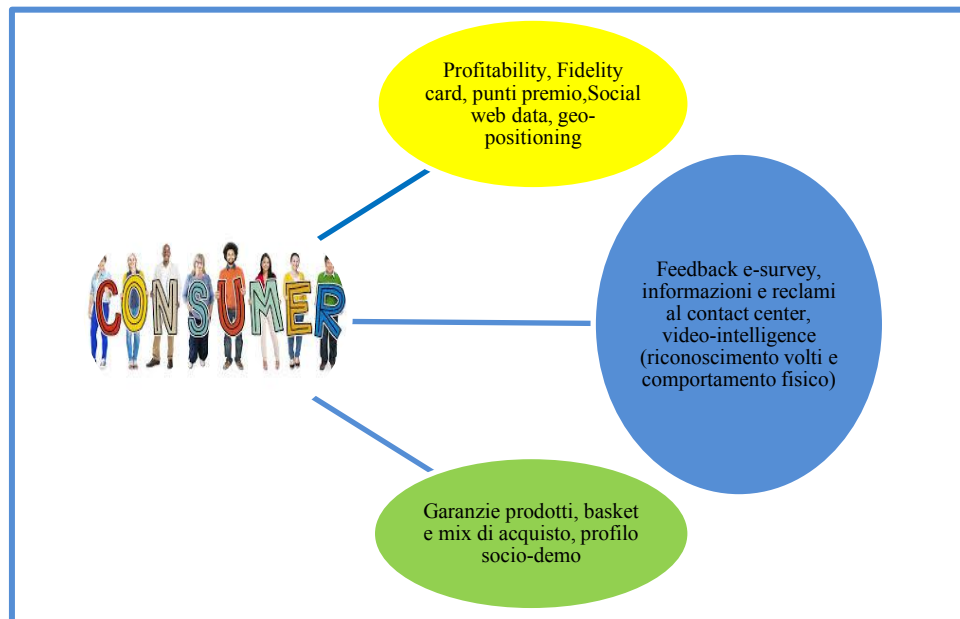 Profitability, Fidelity
card, punti premio,Social
web data, geo-
positioning
CONSUMER
Feedback e-survey,
informazioni e reclami
al contact center,
video-intelligence
(riconoscimento volti e
comportamento fisico)
Garanzie prodotti, basket
e mix di acquisto, profilo
socio-demo